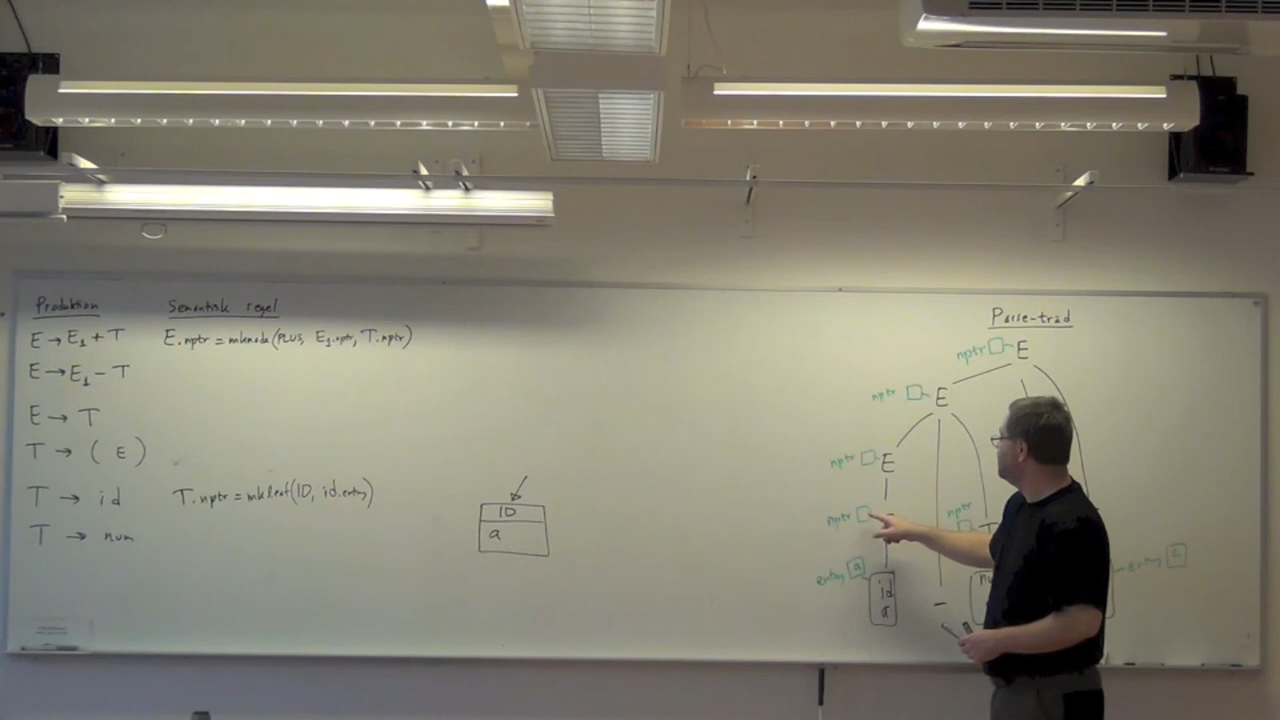 Produktion
Semantisk regel
E → E₁ + T
E.nptr = mknode(PLUS, E₁.nptr, T.nptr)
E → E₁ - T
E → T
T → ( E )
T → id
T.nptr = mkleaf(ID, id.entry)
T → num
ID
a
Parse-träd
nptr E
nptr E
nptr E
nptr
nptr
T
entry a
id
a
-
entry c